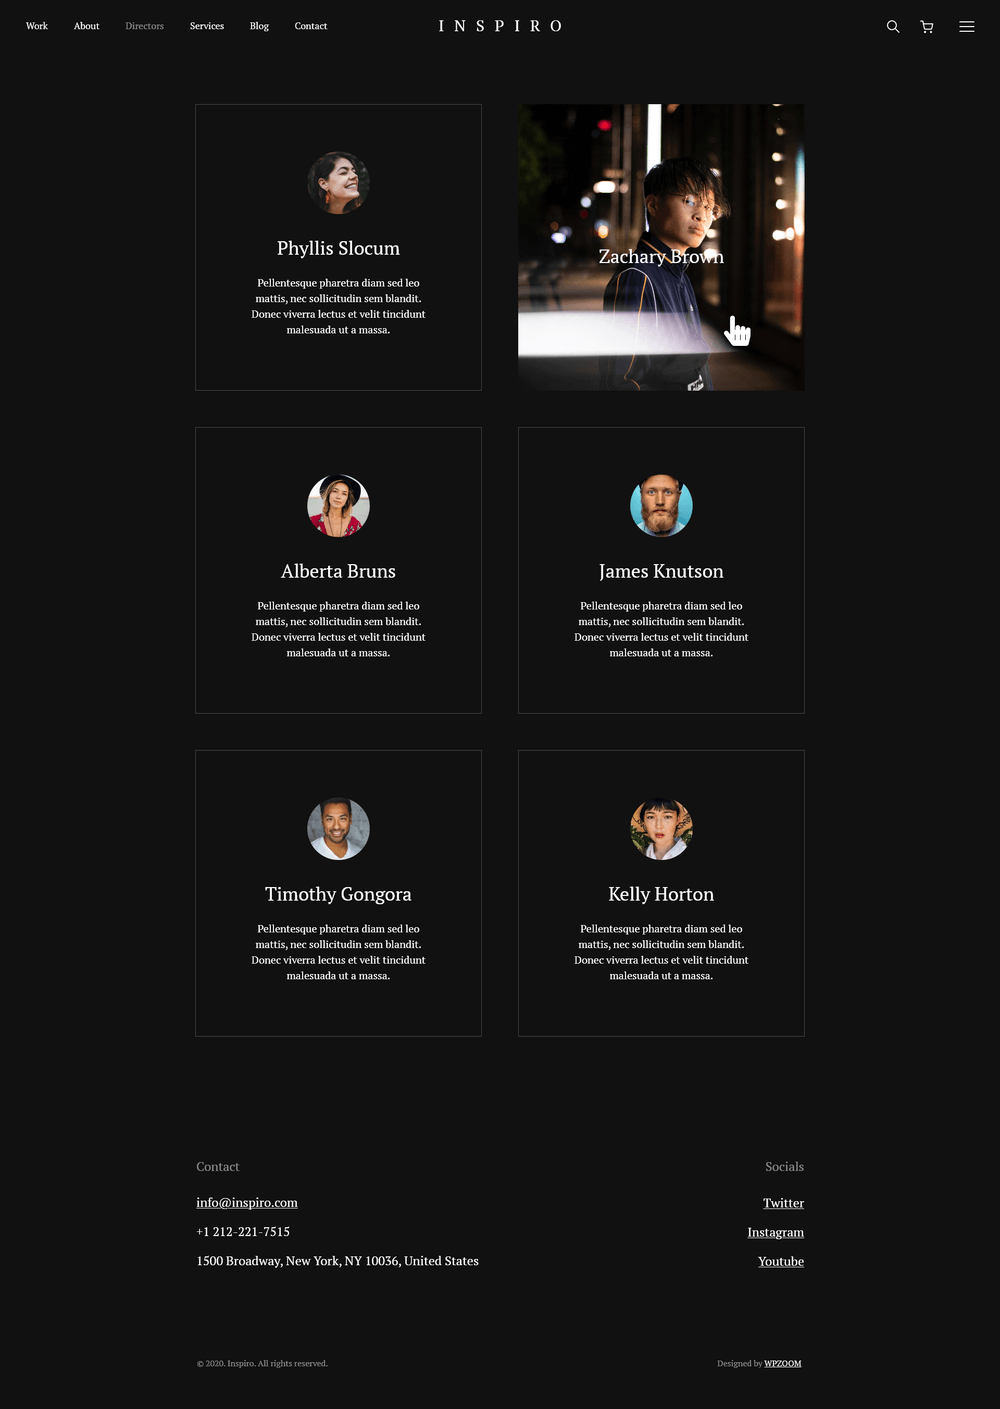 Work About Directors Services Blog Contact
INSPIRO
Phyllis Slocum
Pellentesque pharetra diam sed leo
mattis, nec sollicitudin sem blandit.
Donec viverra lectus et velit tincidunt
malesuada ut a massa.
Zachary Brown
Alberta Bruns
Pellentesque pharetra diam sed leo
mattis, nec sollicitudin sem blandit.
Donec viverra lectus et velit tincidunt
malesuada ut a massa.
James Knutson
Pellentesque pharetra diam sed leo
mattis, nec sollicitudin sem blandit.
Donec viverra lectus et velit tincidunt
malesuada ut a massa.
Timothy Gongora
Pellentesque pharetra diam sed leo
mattis, nec sollicitudin sem blandit.
Donec viverra lectus et velit tincidunt
malesuada ut a massa.
Kelly Horton
Pellentesque pharetra diam sed leo
mattis, nec sollicitudin sem blandit.
Donec viverra lectus et velit tincidunt
malesuada ut a massa.
Contact
info@inspiro.com
+1 212-221-7515
1500 Broadway, New York, NY 10036, United States
Socials
Twitter
Instagram
Youtube
© 2020. Inspiro. All rights reserved.
Designed by WPZOOM